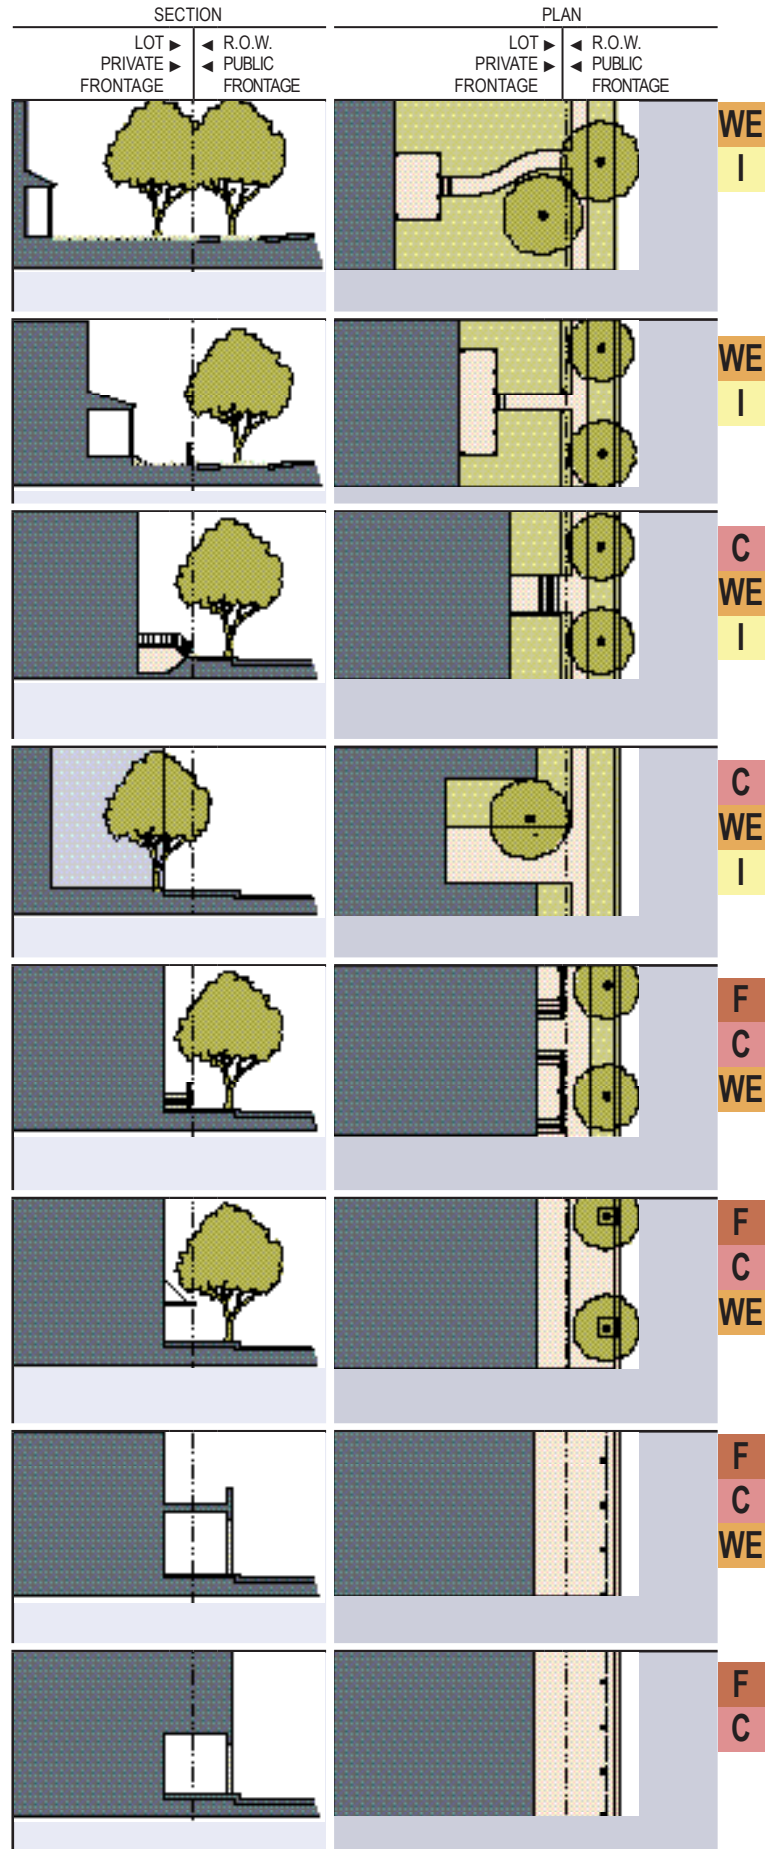 SECTION
PLAN
LOT ► ◄ R.O.W.
PRIVATE ► ◄ PUBLIC
FRONTAGE FRONTAGE
LOT ► ◄ R.O.W.
PRIVATE ► ◄ PUBLIC
FRONTAGE FRONTAGE
WE
I
WE
I
C
WE
I
C
WE
I
F
C
WE
F
C
WE
F
C
WE
F
C